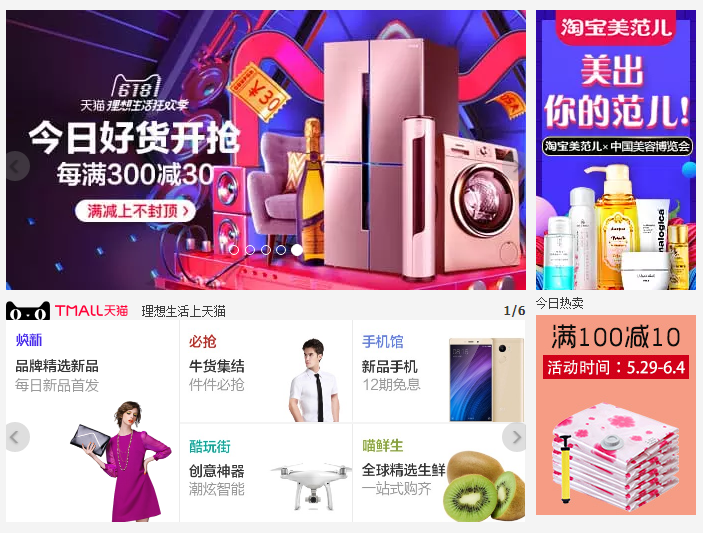 618
天猫 理想生活狂欢季
今日好货开抢
每满300减30
满减上不封顶 >
¥30
淘宝美范儿
美出
你的范儿!
淘宝美范儿×中国美容博览会
TMALL天猫 理想生活上天猫 1/6
焕新
品牌精选新品
每日新品首发
必抢
牛货集结
件件必抢
手机馆
新品手机
12期免息
酷玩街
创意神器
潮炫智能
喵鲜生
全球精选生鲜
一站式购齐
今日热卖
满100减10
活动时间：5.29-6.4